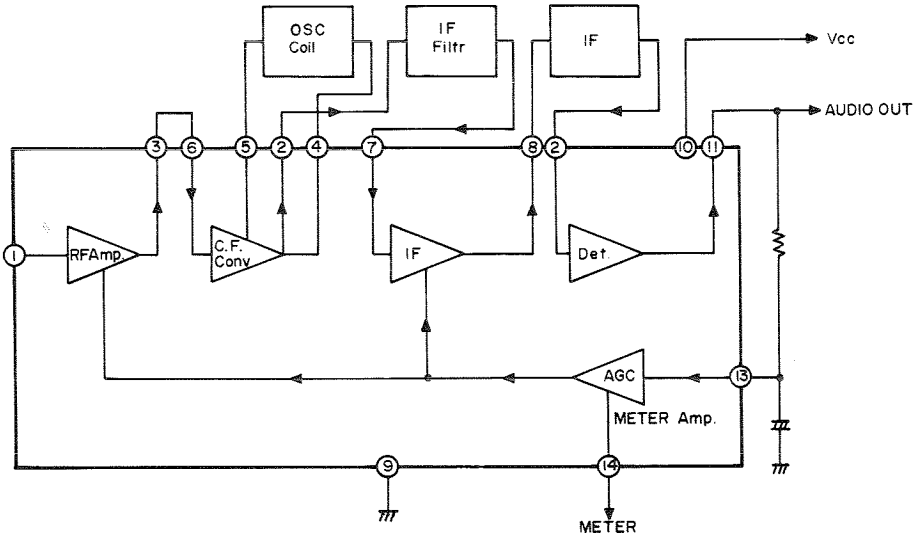 OSC
Coil
IF
Filtr
IF
Vcc
AUDIO OUT
3
6
5
2
4
7
8
2
10
11
1
RFAmp.
C.F.
Conv
IF
Det.
AGC
13
METER Amp.
9
14
METER